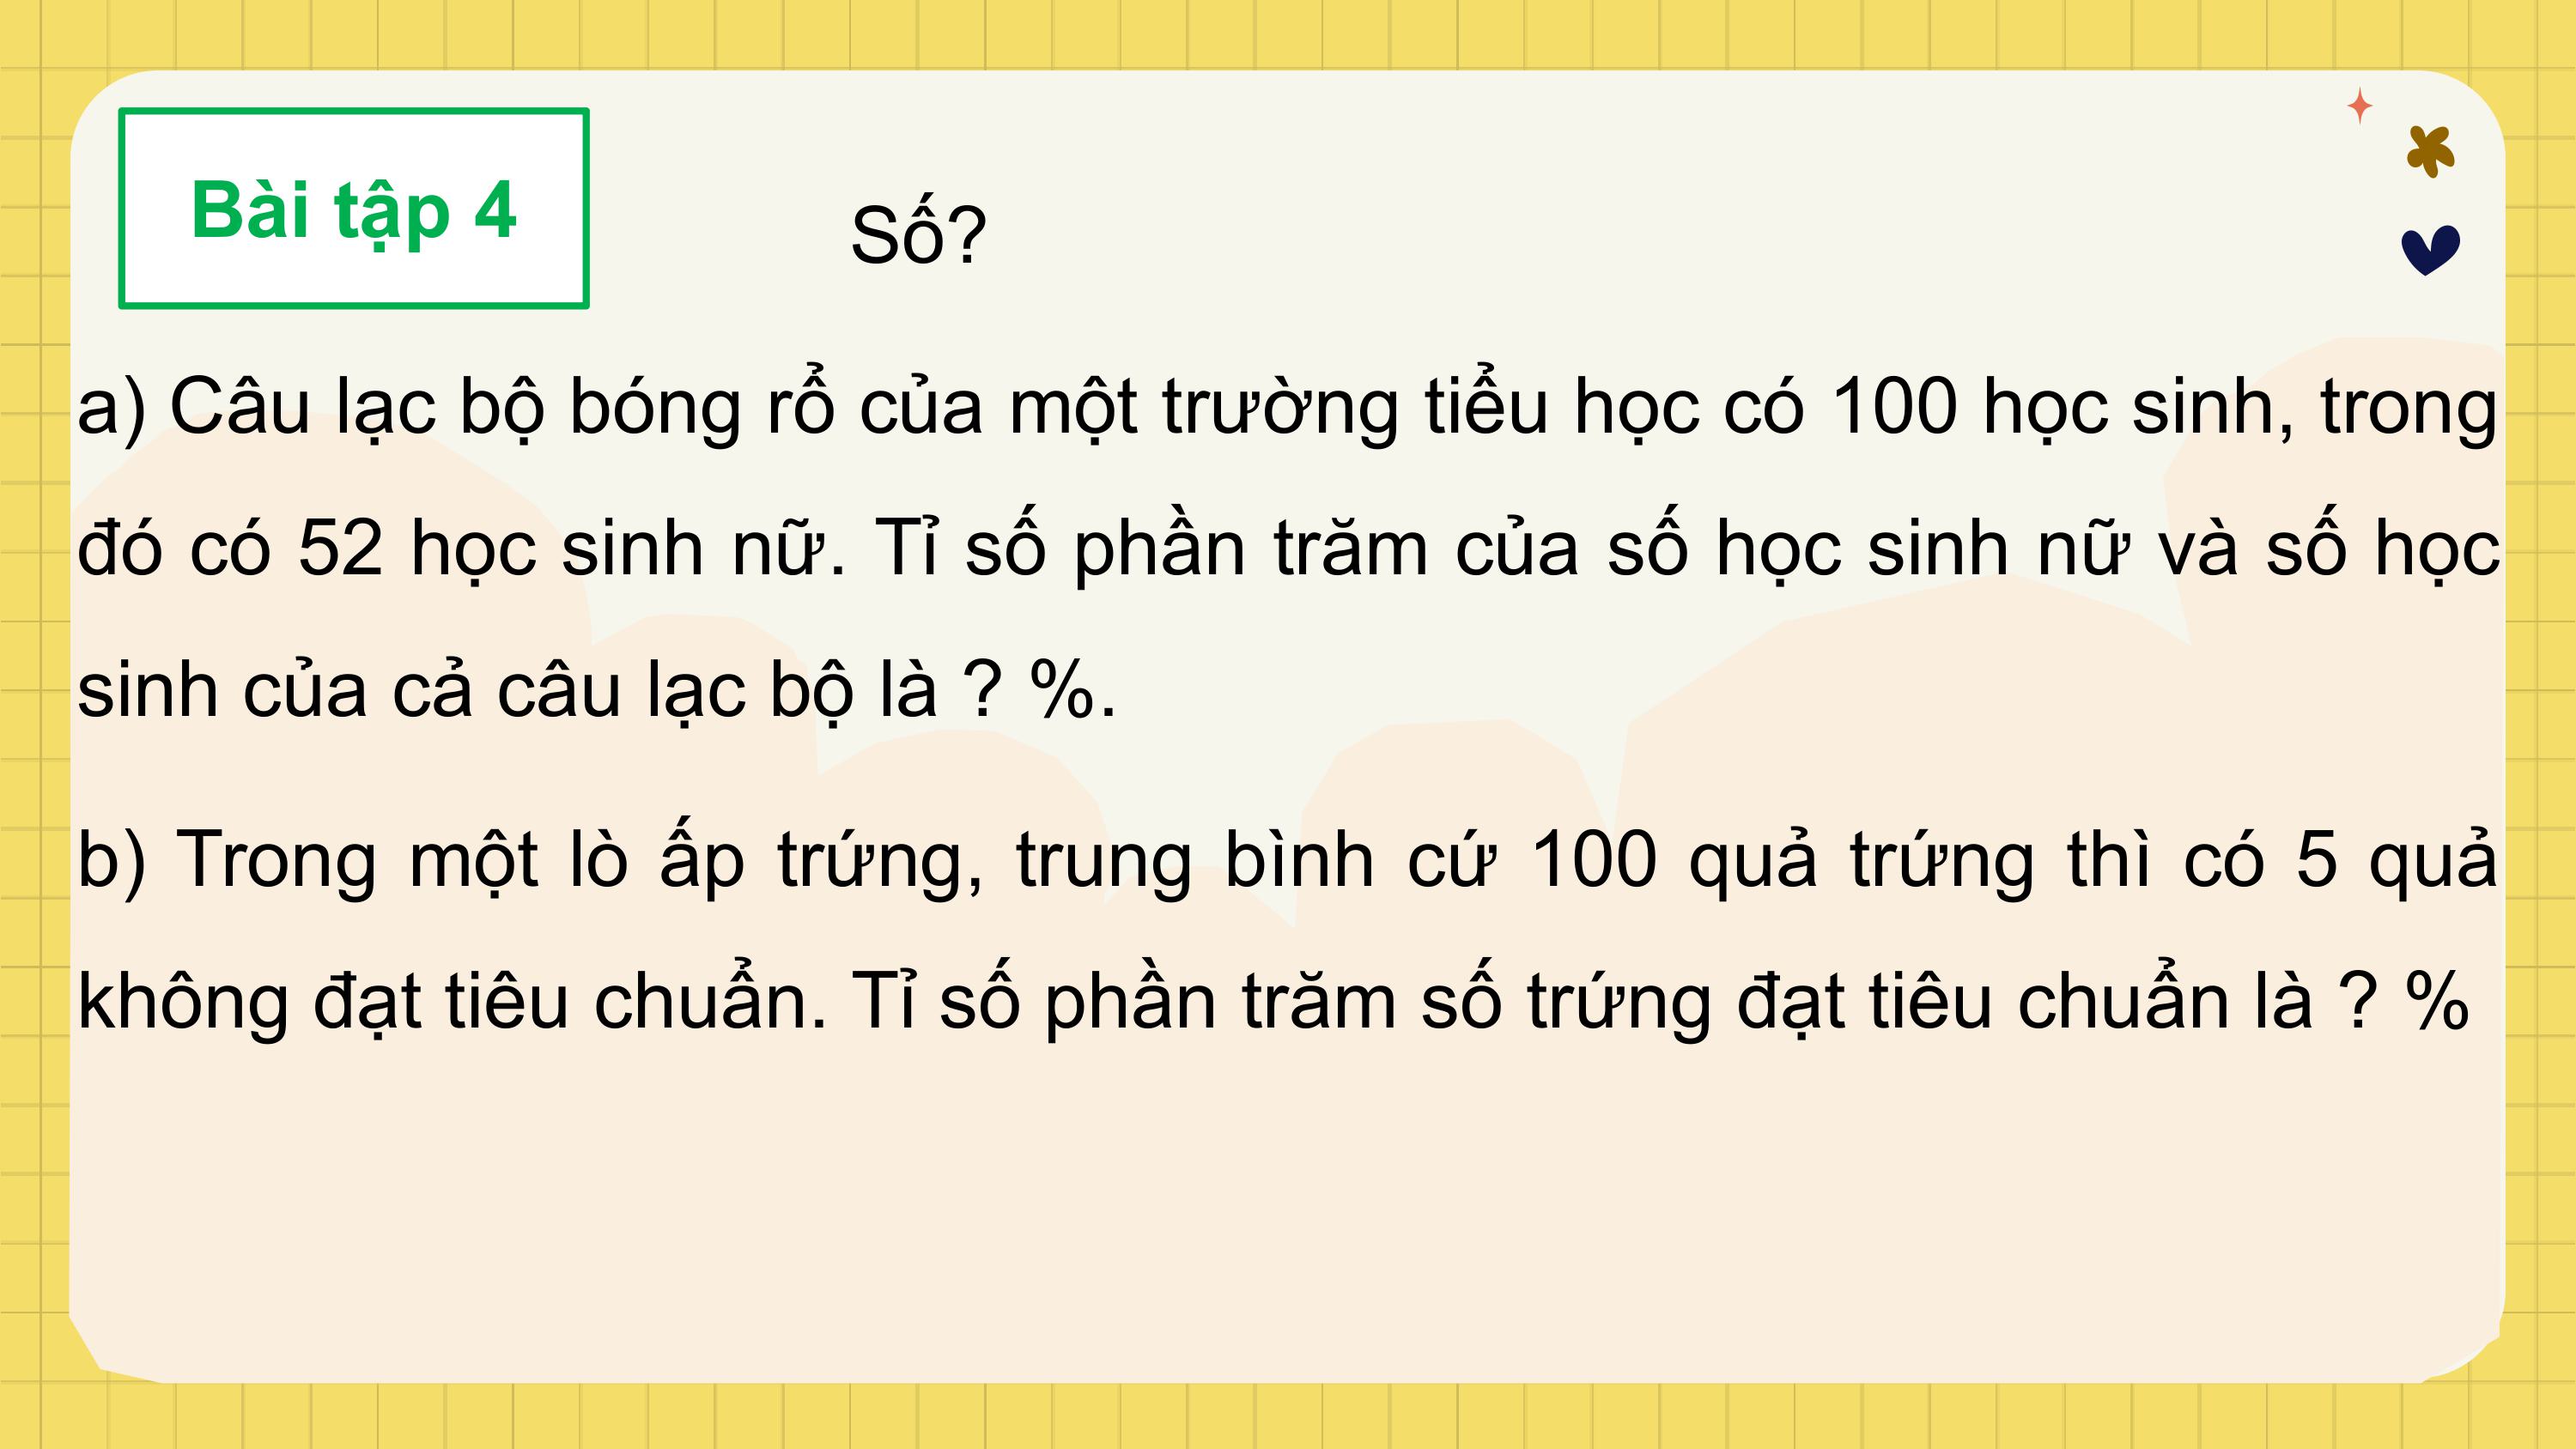 Bài tập 4
Số?
a) Câu lạc bộ bóng rổ của một trường tiểu học có 100 học sinh, trong
đó có 52 học sinh nữ. Tỉ số phần trăm của số học sinh nữ và số học
sinh của cả câu lạc bộ là ? %.
b) Trong một lò ấp trứng, trung bình cứ 100 quả trứng thì có 5 quả
không đạt tiêu chuẩn. Tỉ số phần trăm số trứng đạt tiêu chuẩn là ? %